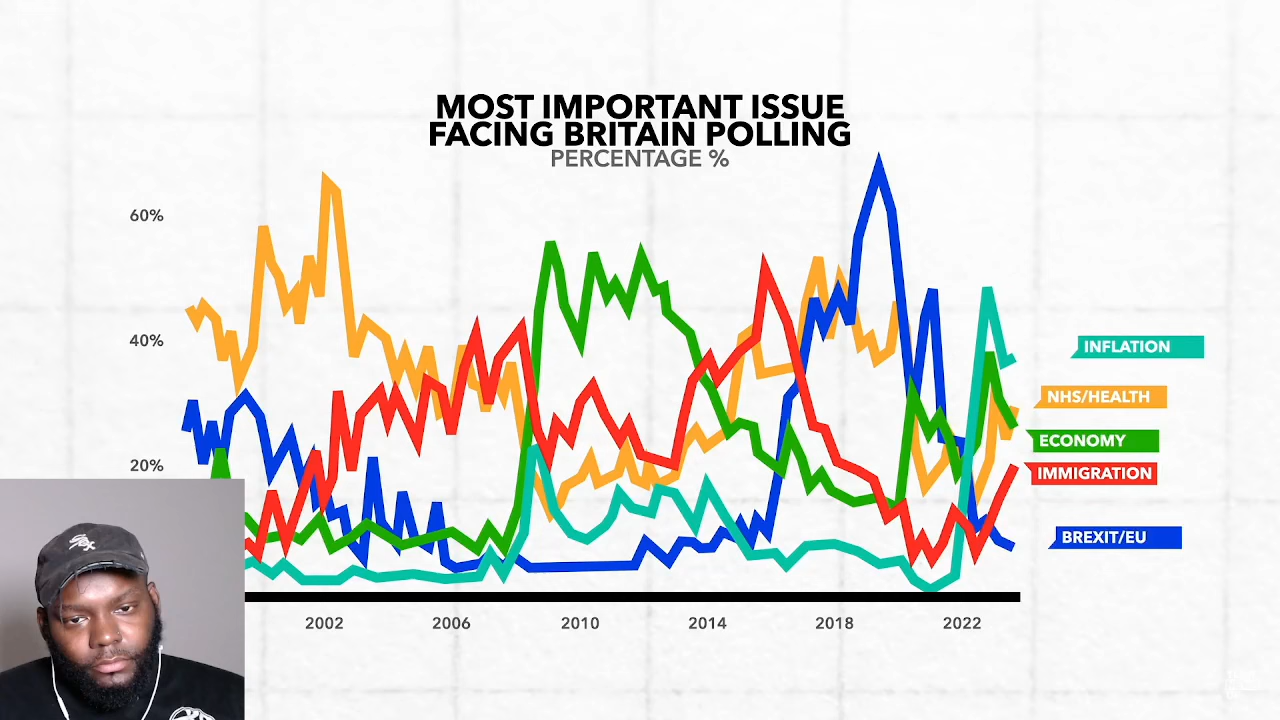 MOST IMPORTANT ISSUE
FACING BRITAIN POLLING
PERCENTAGE %
60%
40%
20%
INFLATION
NHS/HEALTH
ECONOMY
IMMIGRATION
BREXIT/EU
2002
2006
2010
2014
2018
2022